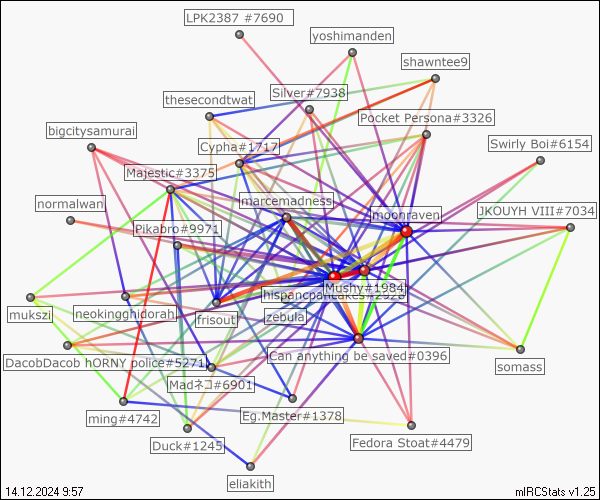 LPK2387 #7690
yoshimanden
shawntee9
Silver#7938
thesecondtwat
Pocket Persona#3326
bigcitysamurai
Cypha#1717
Swirly Boi#6154
Majestic#3375
normalwan
marcemadness
moonraven
JKOUYH VIII#7034
Pikabro#9971
Mushy#1984
hispancpancakes#2920
mukszi
neokingghidorah
frisout
zebula
DacobDacob hORNY police#5271
Can anything be saved#0396
somass
Madネコ#6901
ming#4742
Eg.Master#1378
Duck#1245
Fedora Stoat#4479
eliakith
14.12.2024 9:57
mIRCStats v1.25